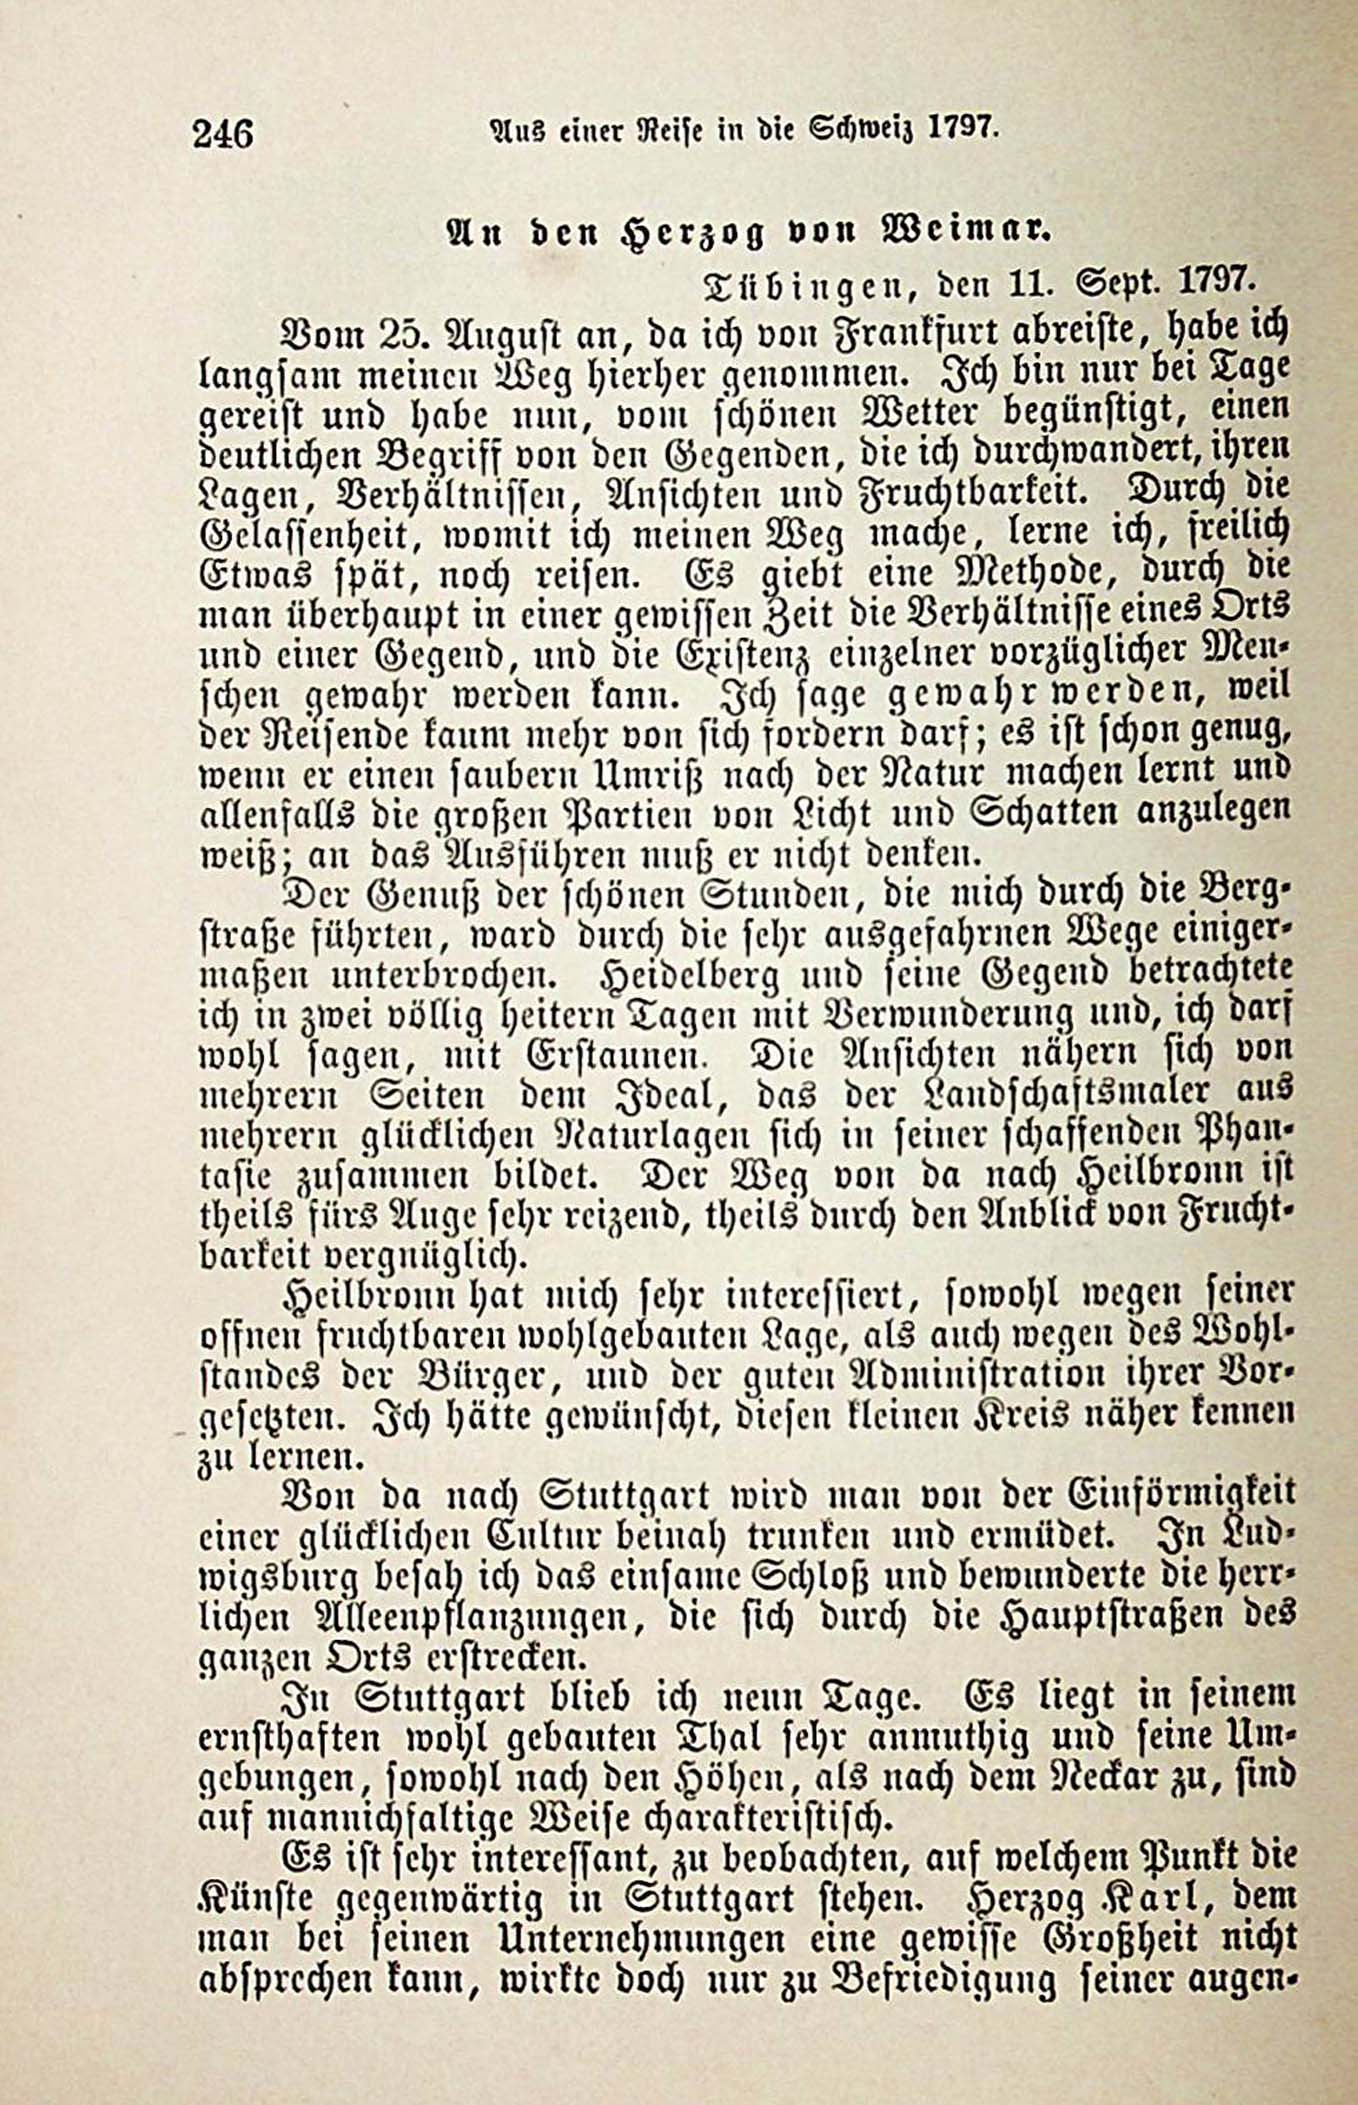 246 Aus einer Reise in die Schweiz 1797.
An den Herzog von Weimar.
Tübingen, den 11. Sept. 1797.
Vom 25. August an, da ich von Frankfurt abreiste, habe ich
langsam meinen Weg hierher genommen. Ich bin nur bei Tage
gereist und habe nun, vom schönen Wetter begünstigt, einen
deutlichen Begriff von den Gegenden, die ich durchwandert, ihren
Lagen, Verhältnissen, Ansichten und Fruchtbarkeit. Durch die
Gelassenheit, womit ich meinen Weg mache, lerne ich, freilich
Etwas spät, noch reisen. Es giebt eine Methode, durch die
man überhaupt in einer gewissen Zeit die Verhältnisse eines Orts
und einer Gegend, und die Existenz einzelner vorzüglicher Men-
schen gewahr werden kann. Ich sage gewahr werden, weil
der Reisende kaum mehr von sich fordern darf; es ist schon genug,
wenn er einen saubern Umriß nach der Natur machen lernt und
allenfalls die großen Partien von Licht und Schatten anzulegen
weiß; an das Ausführen muß er nicht denken.
Der Genuß der schönen Stunden, die mich durch die Berg-
straße führten, ward durch die sehr ausgefahrnen Wege einiger-
maßen unterbrochen. Heidelberg und seine Gegend betrachtete
ich in zwei völlig heitern Tagen mit Verwunderung und, ich darf
wohl sagen, mit Erstaunen. Die Ansichten nähern sich von
mehrern Seiten dem Ideal, das der Landschaftsmaler aus
mehrern glücklichen Naturlagen sich in seiner schaffenden Phan-
tasie zusammen bildet. Der Weg von da nach Heilbronn ist
theils fürs Auge sehr reizend, theils durch den Anblick von Frucht-
barkeit vergnüglich.
Heilbronn hat mich sehr interessiert, sowohl wegen seiner
offnen fruchtbaren wohlgebauten Lage, als auch wegen des Wohl-
standes der Bürger, und der guten Administration ihrer Vor-
gesetzten. Ich hätte gewünscht, diesen kleinen Kreis näher kennen
zu lernen.
Von da nach Stuttgart wird man von der Einförmigkeit
einer glücklichen Cultur beinah trunken und ermüdet. In Lud-
wigsburg besah ich das einsame Schloß und bewunderte die herr-
lichen Alleenpflanzungen, die sich durch die Hauptstraßen des
ganzen Orts erstrecken.
In Stuttgart blieb ich neun Tage. Es liegt in seinem
ernsthaften wohl gebauten Thal sehr anmuthig und seine Um-
gebungen, sowohl nach den Höhen, als nach dem Neckar zu, sind
auf mannichfaltige Weise charakteristisch.
Es ist sehr interessant, zu beobachten, auf welchem Punkt die
Künste gegenwärtig in Stuttgart stehen. Herzog Karl, dem
man bei seinen Unternehmungen eine gewisse Großheit nicht
absprechen kann, wirkte doch nur zu Befriedigung seiner augen-